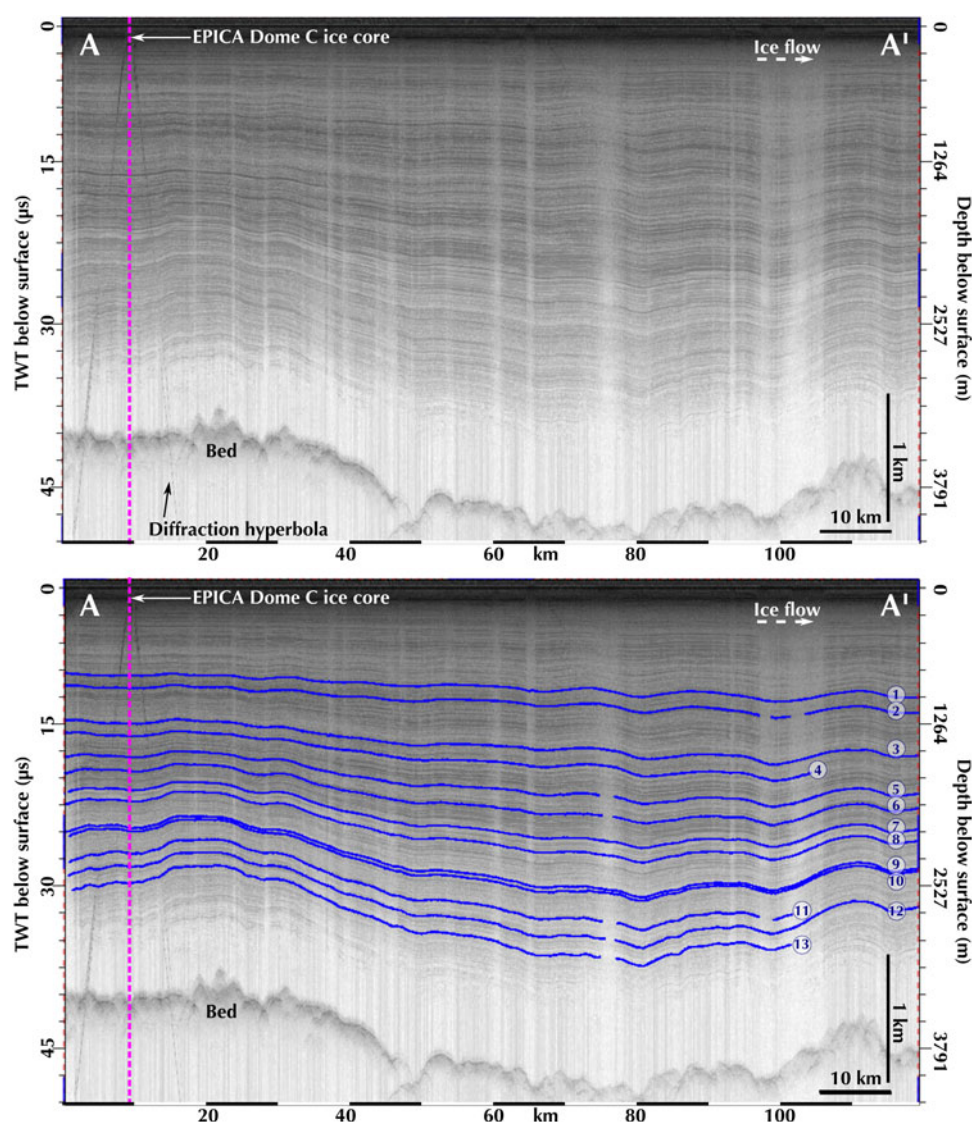 0
A
EPICA Dome C ice core
Ice flow
A'
0
15
1264
TWT below surface (µs)
Depth below surface (m)
30
2527
1 km
Bed
45
3791
10 km
Diffraction hyperbola
20
40
60
km
80
100
0
A
EPICA Dome C ice core
Ice flow
A'
0
1
2
15
1264
3
4
5
6
TWT below surface (µs)
Depth below surface (m)
7
8
9
10
30
2527
11
12
13
1 km
Bed
45
3791
10 km
20
40
60
km
80
100